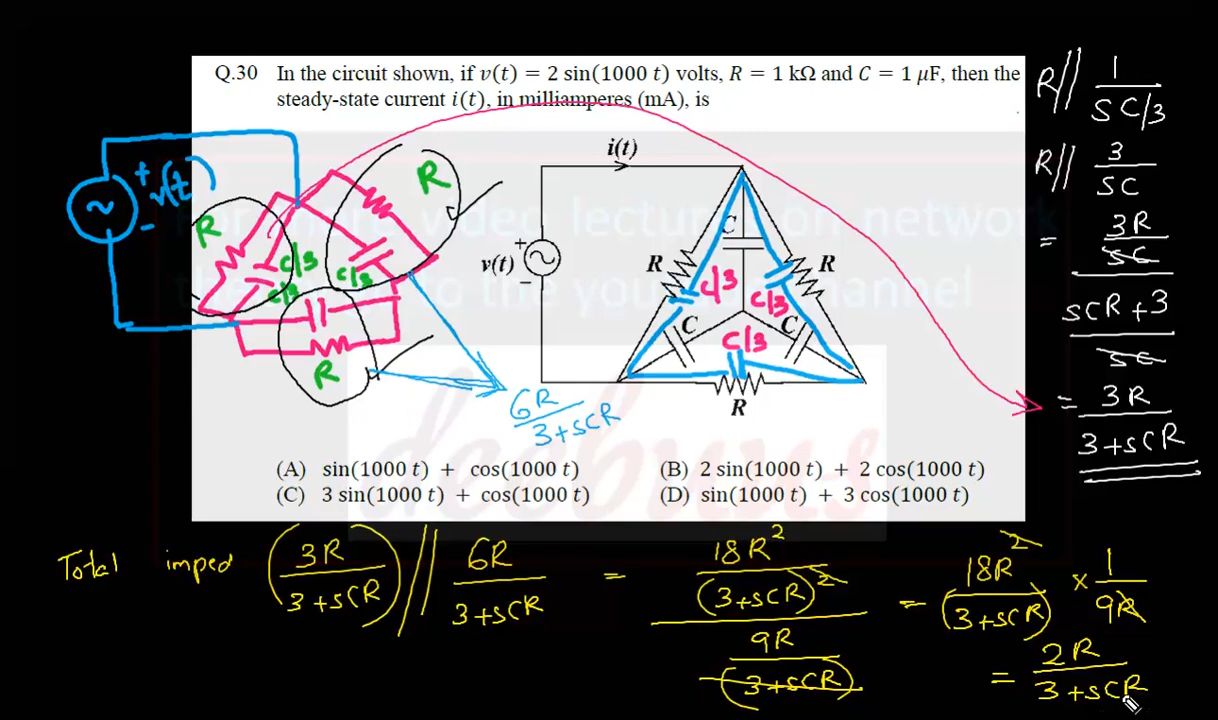 Q.30 In the circuit shown, if v(t) = 2 sin(1000 t) volts, R = 1 kΩ and C = 1 μF, then the
steady-state current i(t), in milliamperes (mA), is
R// 1/(SC/3)
R// 3/SC
= 3R/SC
SCR+3/SC
= 3R/(3+SCR)
+ v(t) -
~
R
R
C/3
C/3
C/3
R
6R/(3+SCR)
i(t)
v(t)
+
-
C
R
R
C/3
C/3
C
C
C/3
R
(A) sin(1000 t) + cos(1000 t)
(B) 2 sin(1000 t) + 2 cos(1000 t)
(C) 3 sin(1000 t) + cos(1000 t)
(D) sin(1000 t) + 3 cos(1000 t)
deebuus
Total imped (3R/(3+SCR)) // 6R/(3+SCR) = 18R²/(3+SCR)² / 9R/(3+SCR) = 18R²/(3+SCR) × 1/9R
= 2R/(3+SCR)